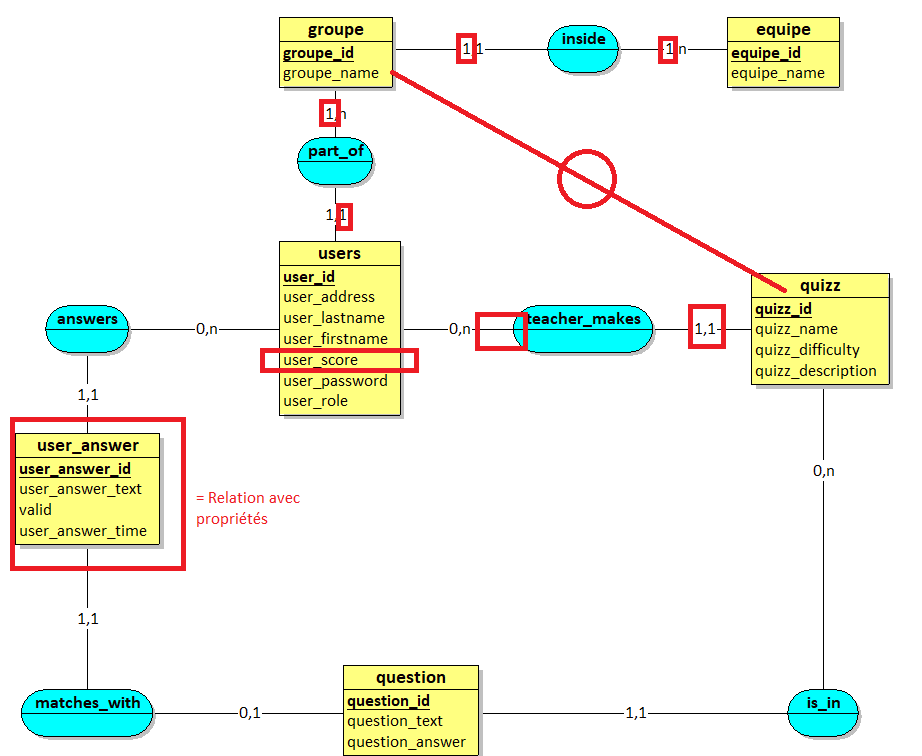 groupe
groupe_id
groupe_name
1,1
inside
1,n
equipe
equipe_id
equipe_name
1,n
part_of
1,1
users
user_id
user_address
user_lastname
user_firstname
user_score
user_password
user_role
answers
0,n
0,n
teacher_makes
1,1
quizz
quizz_id
quizz_name
quizz_difficulty
quizz_description
1,1
user_answer
user_answer_id
user_answer_text
valid
user_answer_time
= Relation avec
propriétés
0,n
1,1
matches_with
0,1
question
question_id
question_text
question_answer
1,1
is_in